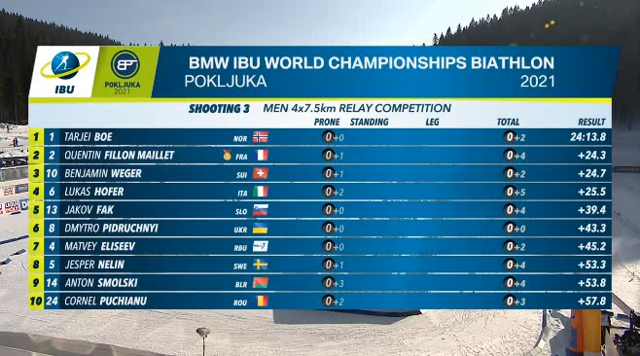 BMW IBU WORLD CHAMPIONSHIPS BIATHLON
POKLJUKA 2021
IBU
POKLJUKA
2021
SHOOTING 3 MEN 4x7.5km RELAY COMPETITION
PRONE STANDING LEG TOTAL RESULT
1 1 TARJEI BOE NOR 0+0 0+2 24:13.8
2 2 QUENTIN FILLON MAILLET FRA 0+1 0+4 +24.3
3 10 BENJAMIN WEGER SUI 0+1 0+2 +24.7
4 6 LUKAS HOFER ITA 0+2 0+5 +25.5
5 13 JAKOV FAK SLO 0+0 0+4 +39.4
6 8 DMYTRO PIDRUCHNYI UKR 0+0 0+0 +43.3
7 4 MATVEY ELISEEV RBU 0+0 0+2 +45.2
8 5 JESPER NELIN SWE 0+1 0+4 +53.3
9 14 ANTON SMOLSKI BLR 0+3 0+4 +53.8
10 24 CORNEL PUCHIANU ROU 0+2 0+3 +57.8